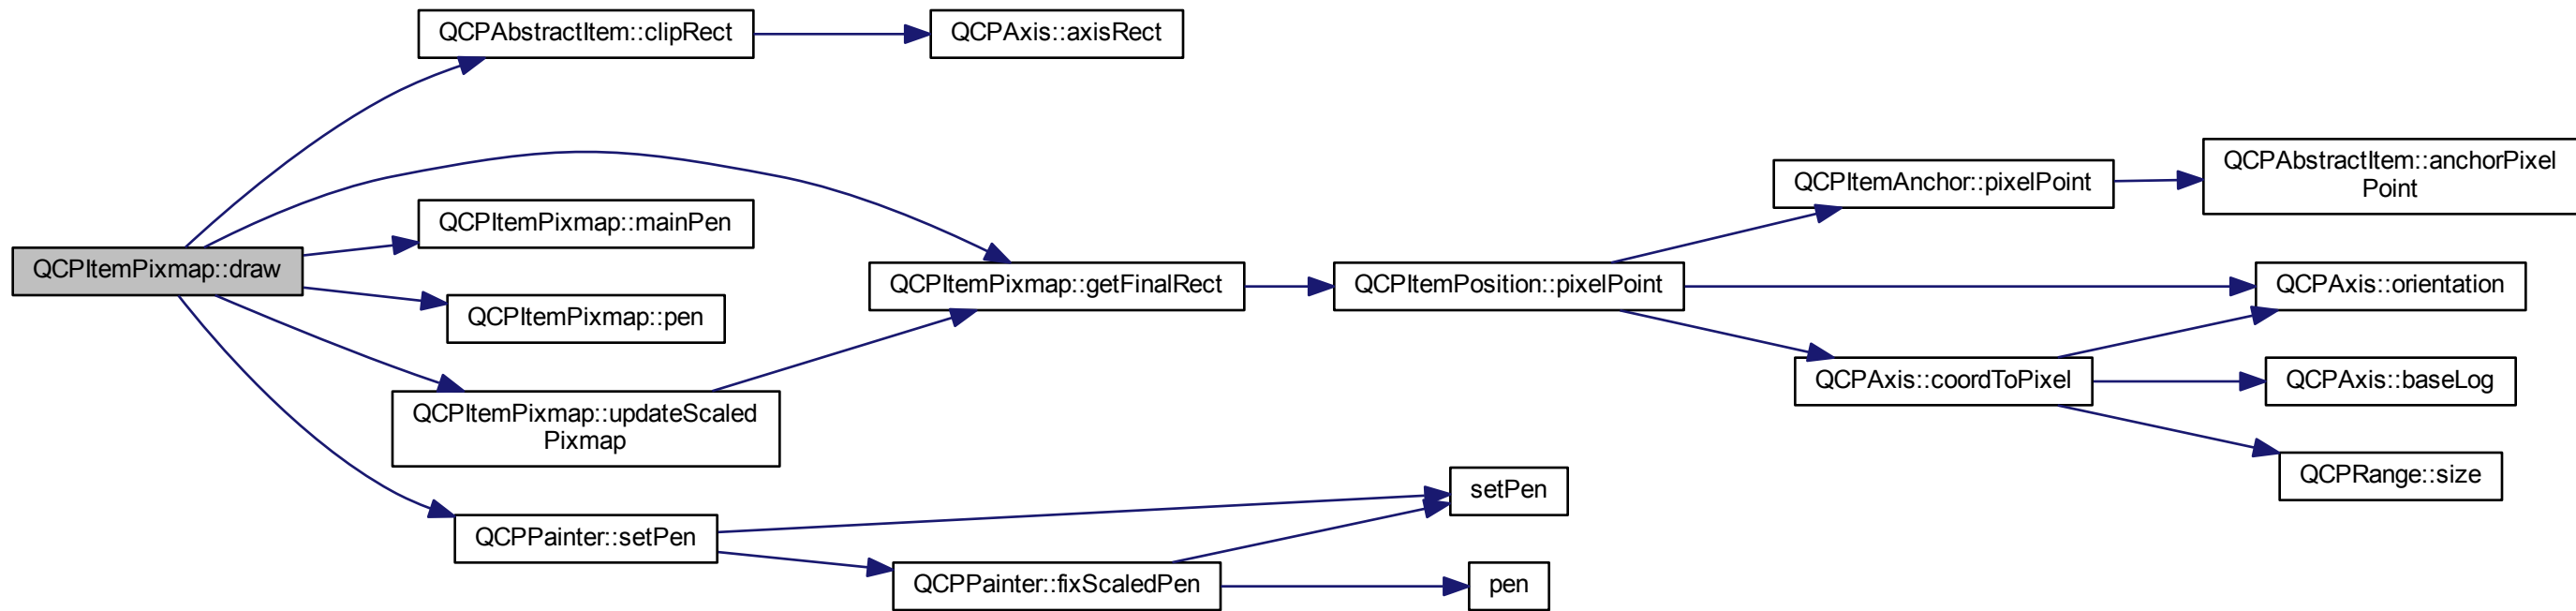 QCPAbstractItem::clipRect
QCPAxis::axisRect
QCPItemAnchor::pixelPoint
QCPAbstractItem::anchorPixel
Point
QCPItemPixmap::mainPen
QCPItemPixmap::draw
QCPItemPixmap::getFinalRect
QCPItemPosition::pixelPoint
QCPAxis::orientation
QCPItemPixmap::pen
QCPAxis::coordToPixel
QCPAxis::baseLog
QCPItemPixmap::updateScaled
Pixmap
QCPRange::size
setPen
QCPPainter::setPen
QCPPainter::fixScaledPen
pen